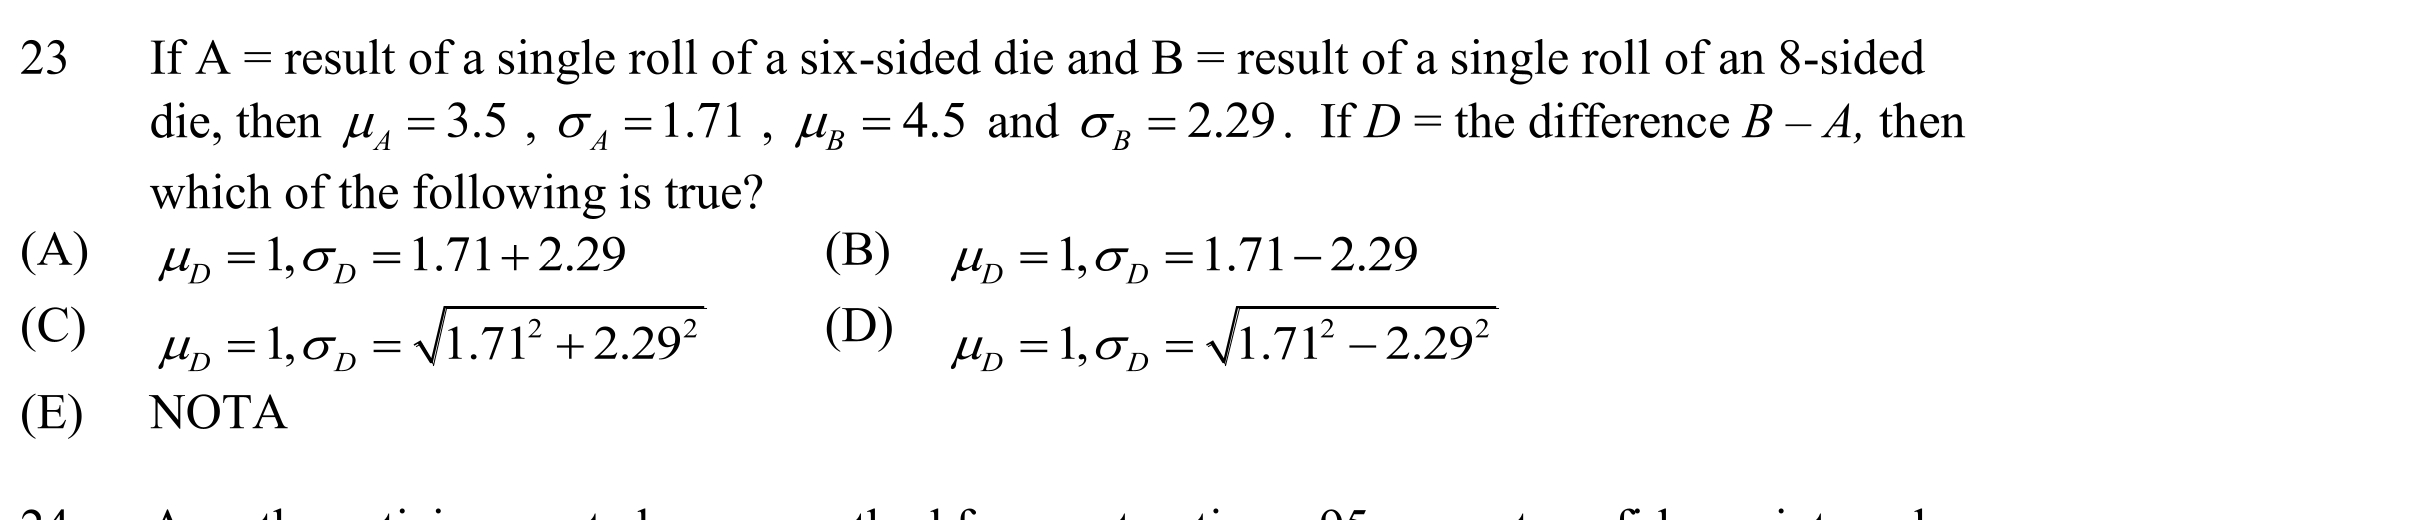 23 If A = result of a single roll of a six-sided die and B = result of a single roll of an 8-sided
die, then μ_A = 3.5 , σ_A = 1.71 , μ_B = 4.5 and σ_B = 2.29. If D = the difference B – A, then
which of the following is true?
(A) μ_D = 1, σ_D = 1.71 + 2.29 (B) μ_D = 1, σ_D = 1.71 − 2.29
(C) μ_D = 1, σ_D = √(1.71² + 2.29²) (D) μ_D = 1, σ_D = √(1.71² − 2.29²)
(E) NOTA